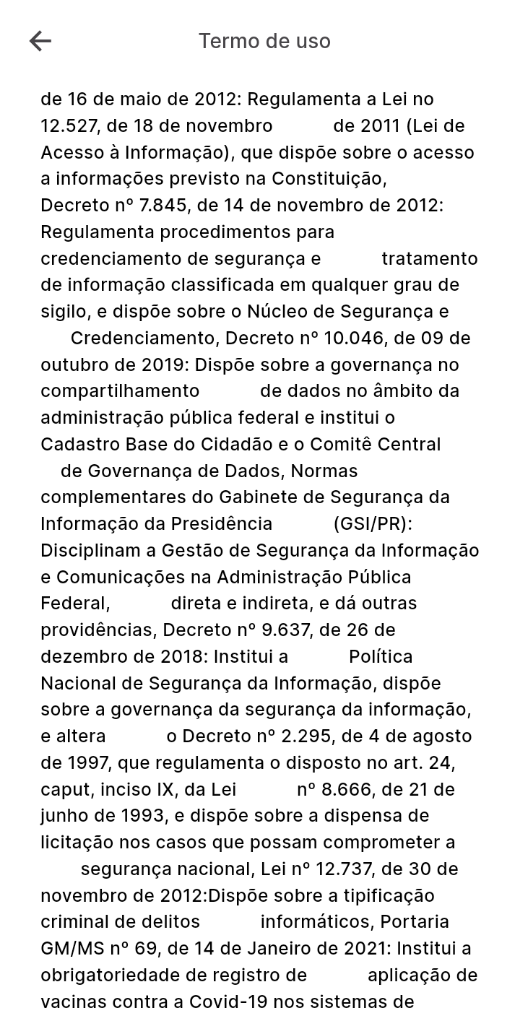 Termo de uso
de 16 de maio de 2012: Regulamenta a Lei no
12.527, de 18 de novembro de 2011 (Lei de
Acesso à Informação), que dispõe sobre o acesso
a informações previsto na Constituição,
Decreto nº 7.845, de 14 de novembro de 2012:
Regulamenta procedimentos para
credenciamento de segurança e tratamento
de informação classificada em qualquer grau de
sigilo, e dispõe sobre o Núcleo de Segurança e
Credenciamento, Decreto nº 10.046, de 09 de
outubro de 2019: Dispõe sobre a governança no
compartilhamento de dados no âmbito da
administração pública federal e institui o
Cadastro Base do Cidadão e o Comitê Central
de Governança de Dados, Normas
complementares do Gabinete de Segurança da
Informação da Presidência (GSI/PR):
Disciplinam a Gestão de Segurança da Informação
e Comunicações na Administração Pública
Federal, direta e indireta, e dá outras
providências, Decreto nº 9.637, de 26 de
dezembro de 2018: Institui a Política
Nacional de Segurança da Informação, dispõe
sobre a governança da segurança da informação,
e altera o Decreto nº 2.295, de 4 de agosto
de 1997, que regulamenta o disposto no art. 24,
caput, inciso IX, da Lei nº 8.666, de 21 de
junho de 1993, e dispõe sobre a dispensa de
licitação nos casos que possam comprometer a
segurança nacional, Lei nº 12.737, de 30 de
novembro de 2012:Dispõe sobre a tipificação
criminal de delitos informáticos, Portaria
GM/MS nº 69, de 14 de Janeiro de 2021: Institui a
obrigatoriedade de registro de aplicação de
vacinas contra a Covid-19 nos sistemas de